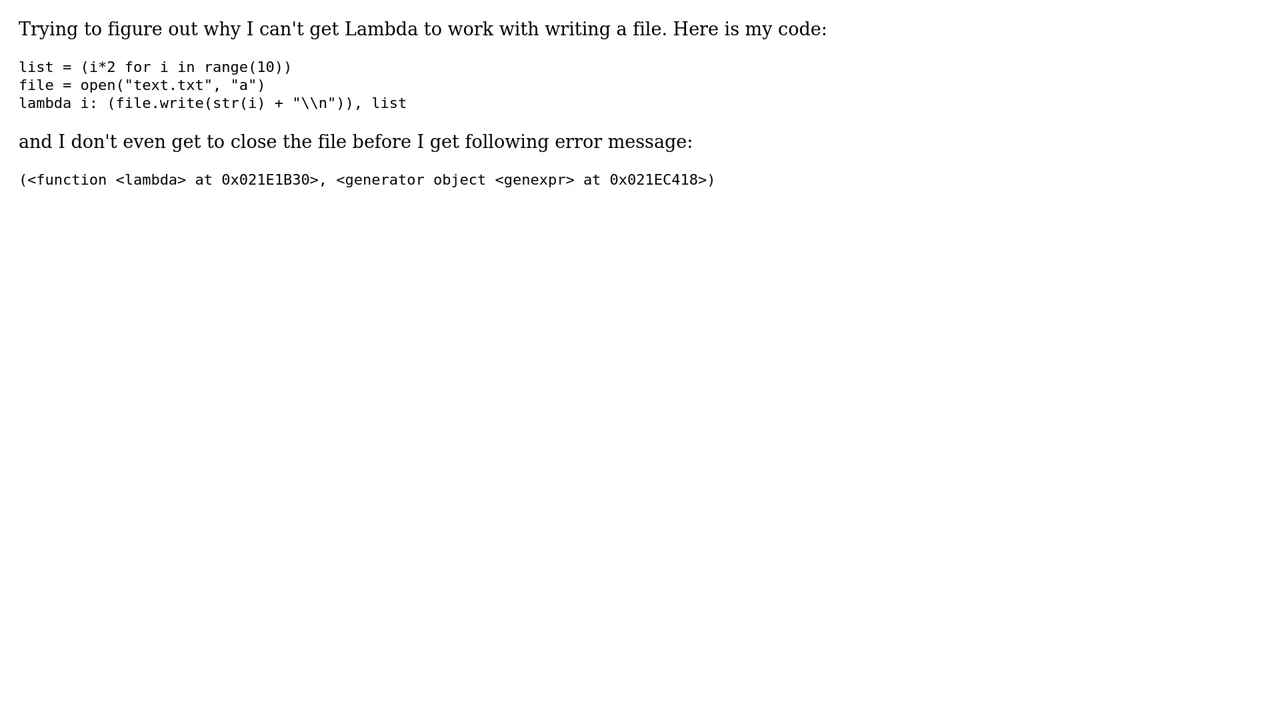 Trying to figure out why I can't get Lambda to work with writing a file. Here is my code:
list = (i*2 for i in range(10))
file = open("text.txt", "a")
lambda i: (file.write(str(i) + "\\n")), list
and I don't even get to close the file before I get following error message:
(<function <lambda> at 0x021E1B30>, <generator object <genexpr> at 0x021EC418>)